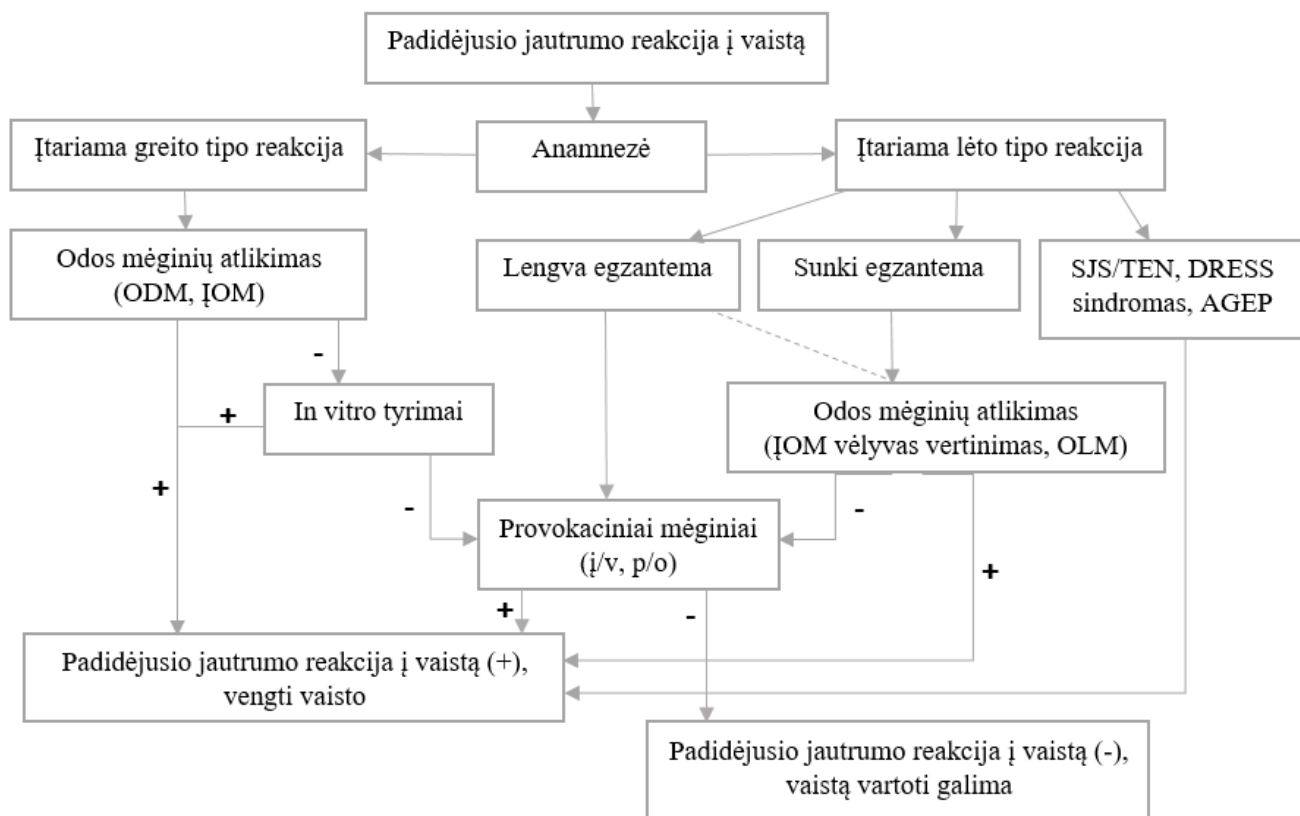 Padidėjusio jautrumo reakcija į vaistą
Įtariama greito tipo reakcija
Anamnezė
Įtariama lėto tipo reakcija
Odos mėginių atlikimas
(ODM, ĮOM)
Lengva egzantema
Sunki egzantema
SJS/TEN, DRESS
sindromas, AGEP
-
In vitro tyrimai
+
Odos mėginių atlikimas
(ĮOM vėlyvas vertinimas, OLM)
+
-
-
Provokaciniai mėginiai
(į/v, p/o)
+
+
-
Padidėjusio jautrumo reakcija į vaistą (+),
vengti vaisto
Padidėjusio jautrumo reakcija į vaistą (-),
vaistą vartoti galima